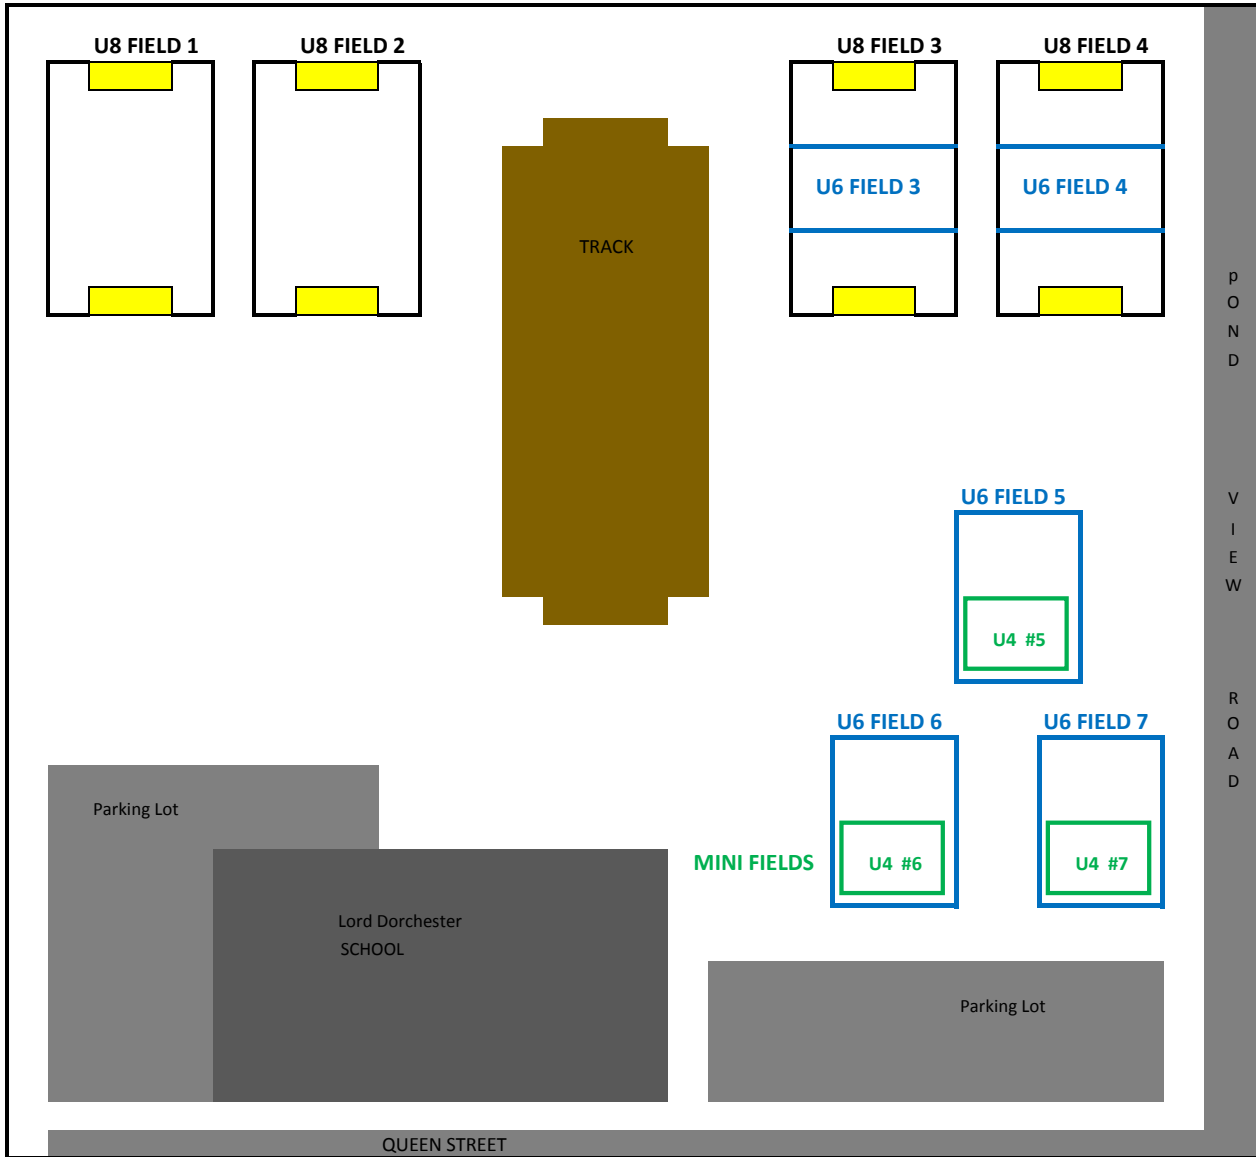 U8 FIELD 1
U8 FIELD 2
U8 FIELD 3
U8 FIELD 4
U6 FIELD 3
U6 FIELD 4
TRACK
p
O
N
D
V
I
E
W
R
O
A
D
U6 FIELD 5
U4 #5
U6 FIELD 6
U6 FIELD 7
Parking Lot
MINI FIELDS
U4 #6
U4 #7
Lord Dorchester
SCHOOL
Parking Lot
QUEEN STREET